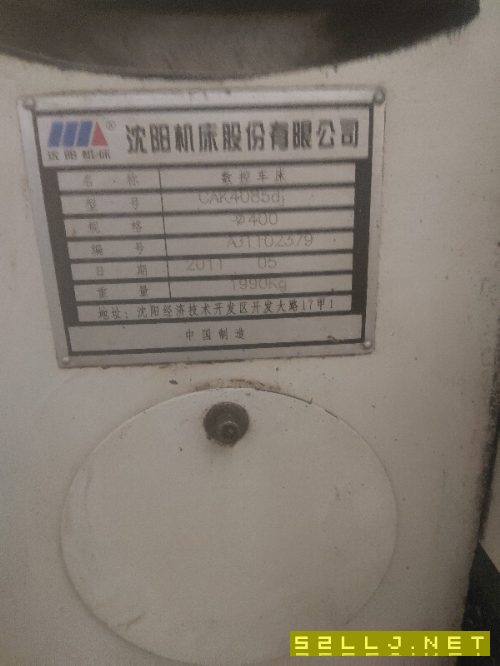 沈阳机床股份有限公司
沈阳机床
名称 数控车床
型号 CAK4085dj
规格 Φ400
编号 A31102379
日期 2011 05
重量 1990Kg
地址: 沈阳经济技术开发区开发大路17甲1
中国制造
52LLJ.NET